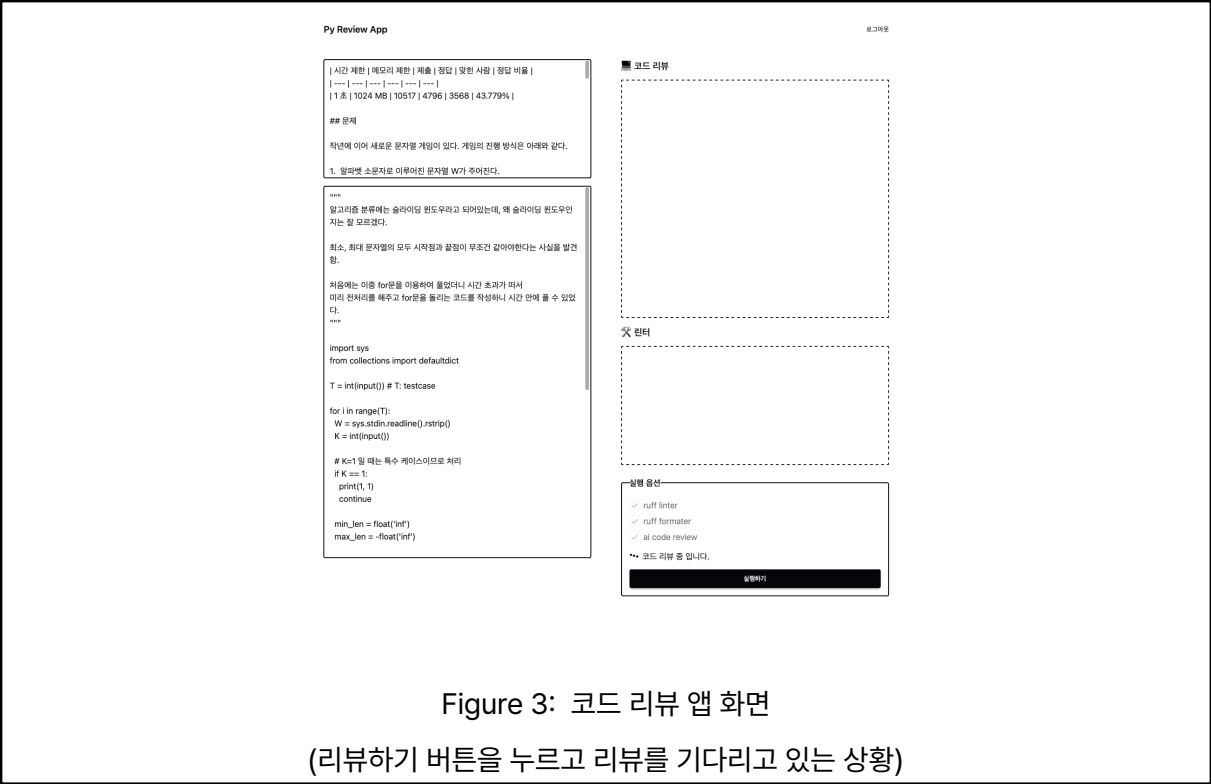 Py Review App
로그아웃
| 시간 제한 | 메모리 제한 | 제출 | 정답 | 맞힌 사람 | 정답 비율 |
| --- | --- | --- | --- | --- | --- |
| 1 초 | 1024 MB | 10517 | 4796 | 3568 | 43.779% |
## 문제
작년에 이어 새로운 문자열 게임이 있다. 게임의 진행 방식은 아래와 같다.
1. 알파벳 소문자로 이루어진 문자열 W가 주어진다.
"""
알고리즘 분류에는 슬라이딩 윈도우라고 되어있는데, 왜 슬라이딩 윈도우인
지는 잘 모르겠다.
최소, 최대 문자열의 모두 시작점과 끝점이 무조건 같아야한다는 사실을 발견
함.
처음에는 이중 for문을 이용하여 풀었더니 시간 초과가 떠서
미리 전처리를 해주고 for문을 돌리는 코드를 작성하니 시간 안에 풀 수 있었
다.
"""
import sys
from collections import defaultdict
T = int(input()) # T: testcase
for i in range(T):
W = sys.stdin.readline().rstrip()
K = int(input())
# K=1 일 때는 특수 케이스이므로 처리
if K == 1:
print(1, 1)
continue
min_len = float('inf')
max_len = -float('inf')
코드 리뷰
린터
실행 옵션
ruff linter
ruff formater
ai code review
코드 리뷰 중 입니다.
실행하기
Figure 3: 코드 리뷰 앱 화면
(리뷰하기 버튼을 누르고 리뷰를 기다리고 있는 상황)